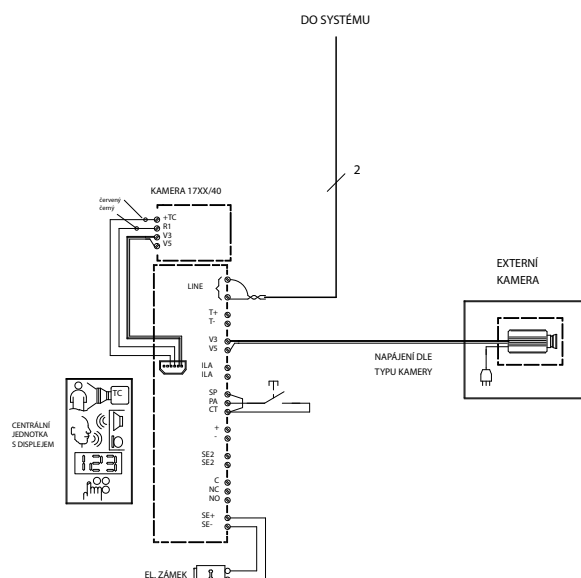 DO SYSTÉMU
2
KAMERA 17XX/40
červený
černý
+TC
R1
V3
V5
EXTERNÍ
KAMERA
LINE
T+
T-
V3
V5
NAPÁJENÍ DLE
TYPU KAMERY
ILA
ILA
SP
PA
CT
+
-
SE2
SE2
C
NC
NO
SE+
SE-
TC
123
CENTRÁLNÍ
JEDNOTKA
S DISPLEJEM
EL. ZÁMEK